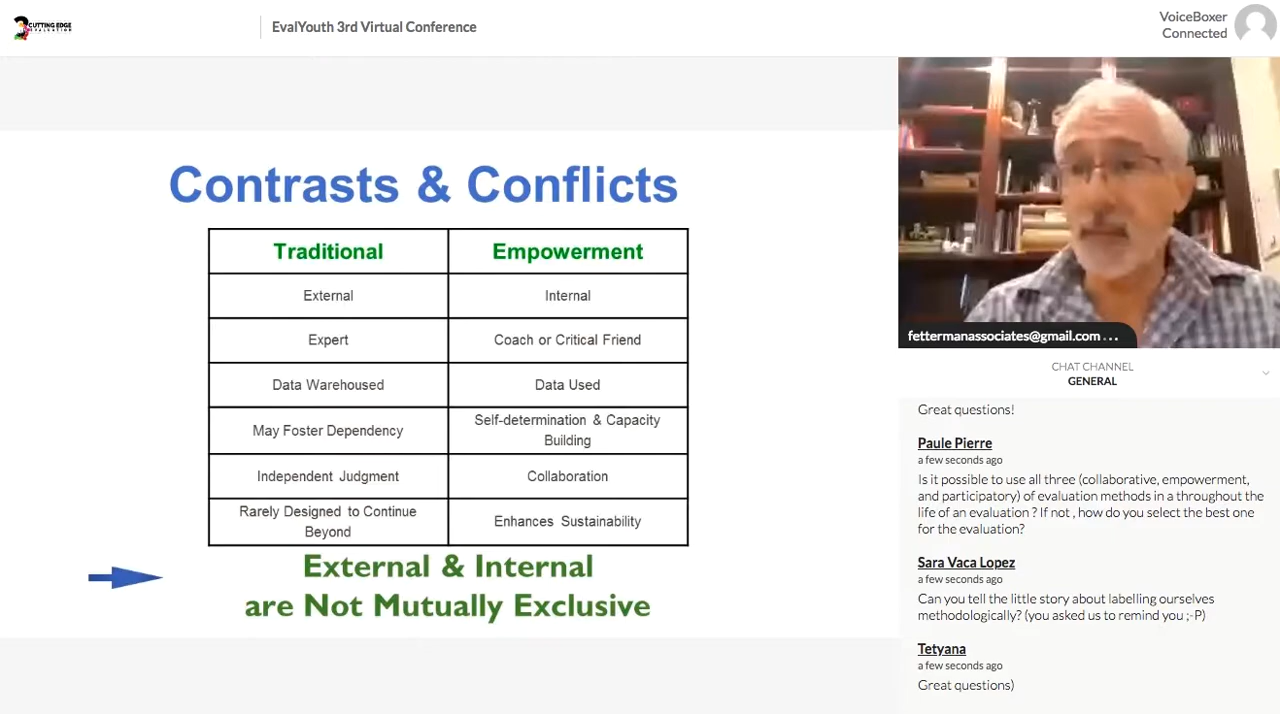 CUTTING EDGE
EvalYouth 3rd Virtual Conference
VoiceBoxer
Connected
Contrasts & Conflicts
Traditional
Empowerment
External
Internal
Expert
Coach or Critical Friend
Data Warehoused
Data Used
May Foster Dependency
Self-determination & Capacity
Building
Independent Judgment
Collaboration
Rarely Designed to Continue
Beyond
Enhances Sustainability
External & Internal
are Not Mutually Exclusive
fettermanassociates@gmail.com ...
CHAT CHANNEL
GENERAL
Great questions!
Paule Pierre
a few seconds ago
Is it possible to use all three (collaborative, empowerment,
and participatory) of evaluation methods in a throughout the
life of an evaluation ? If not , how do you select the best one
for the evaluation?
Sara Vaca Lopez
a few seconds ago
Can you tell the little story about labelling ourselves
methodologically? (you asked us to remind you ;-P)
Tetyana
a few seconds ago
Great questions)